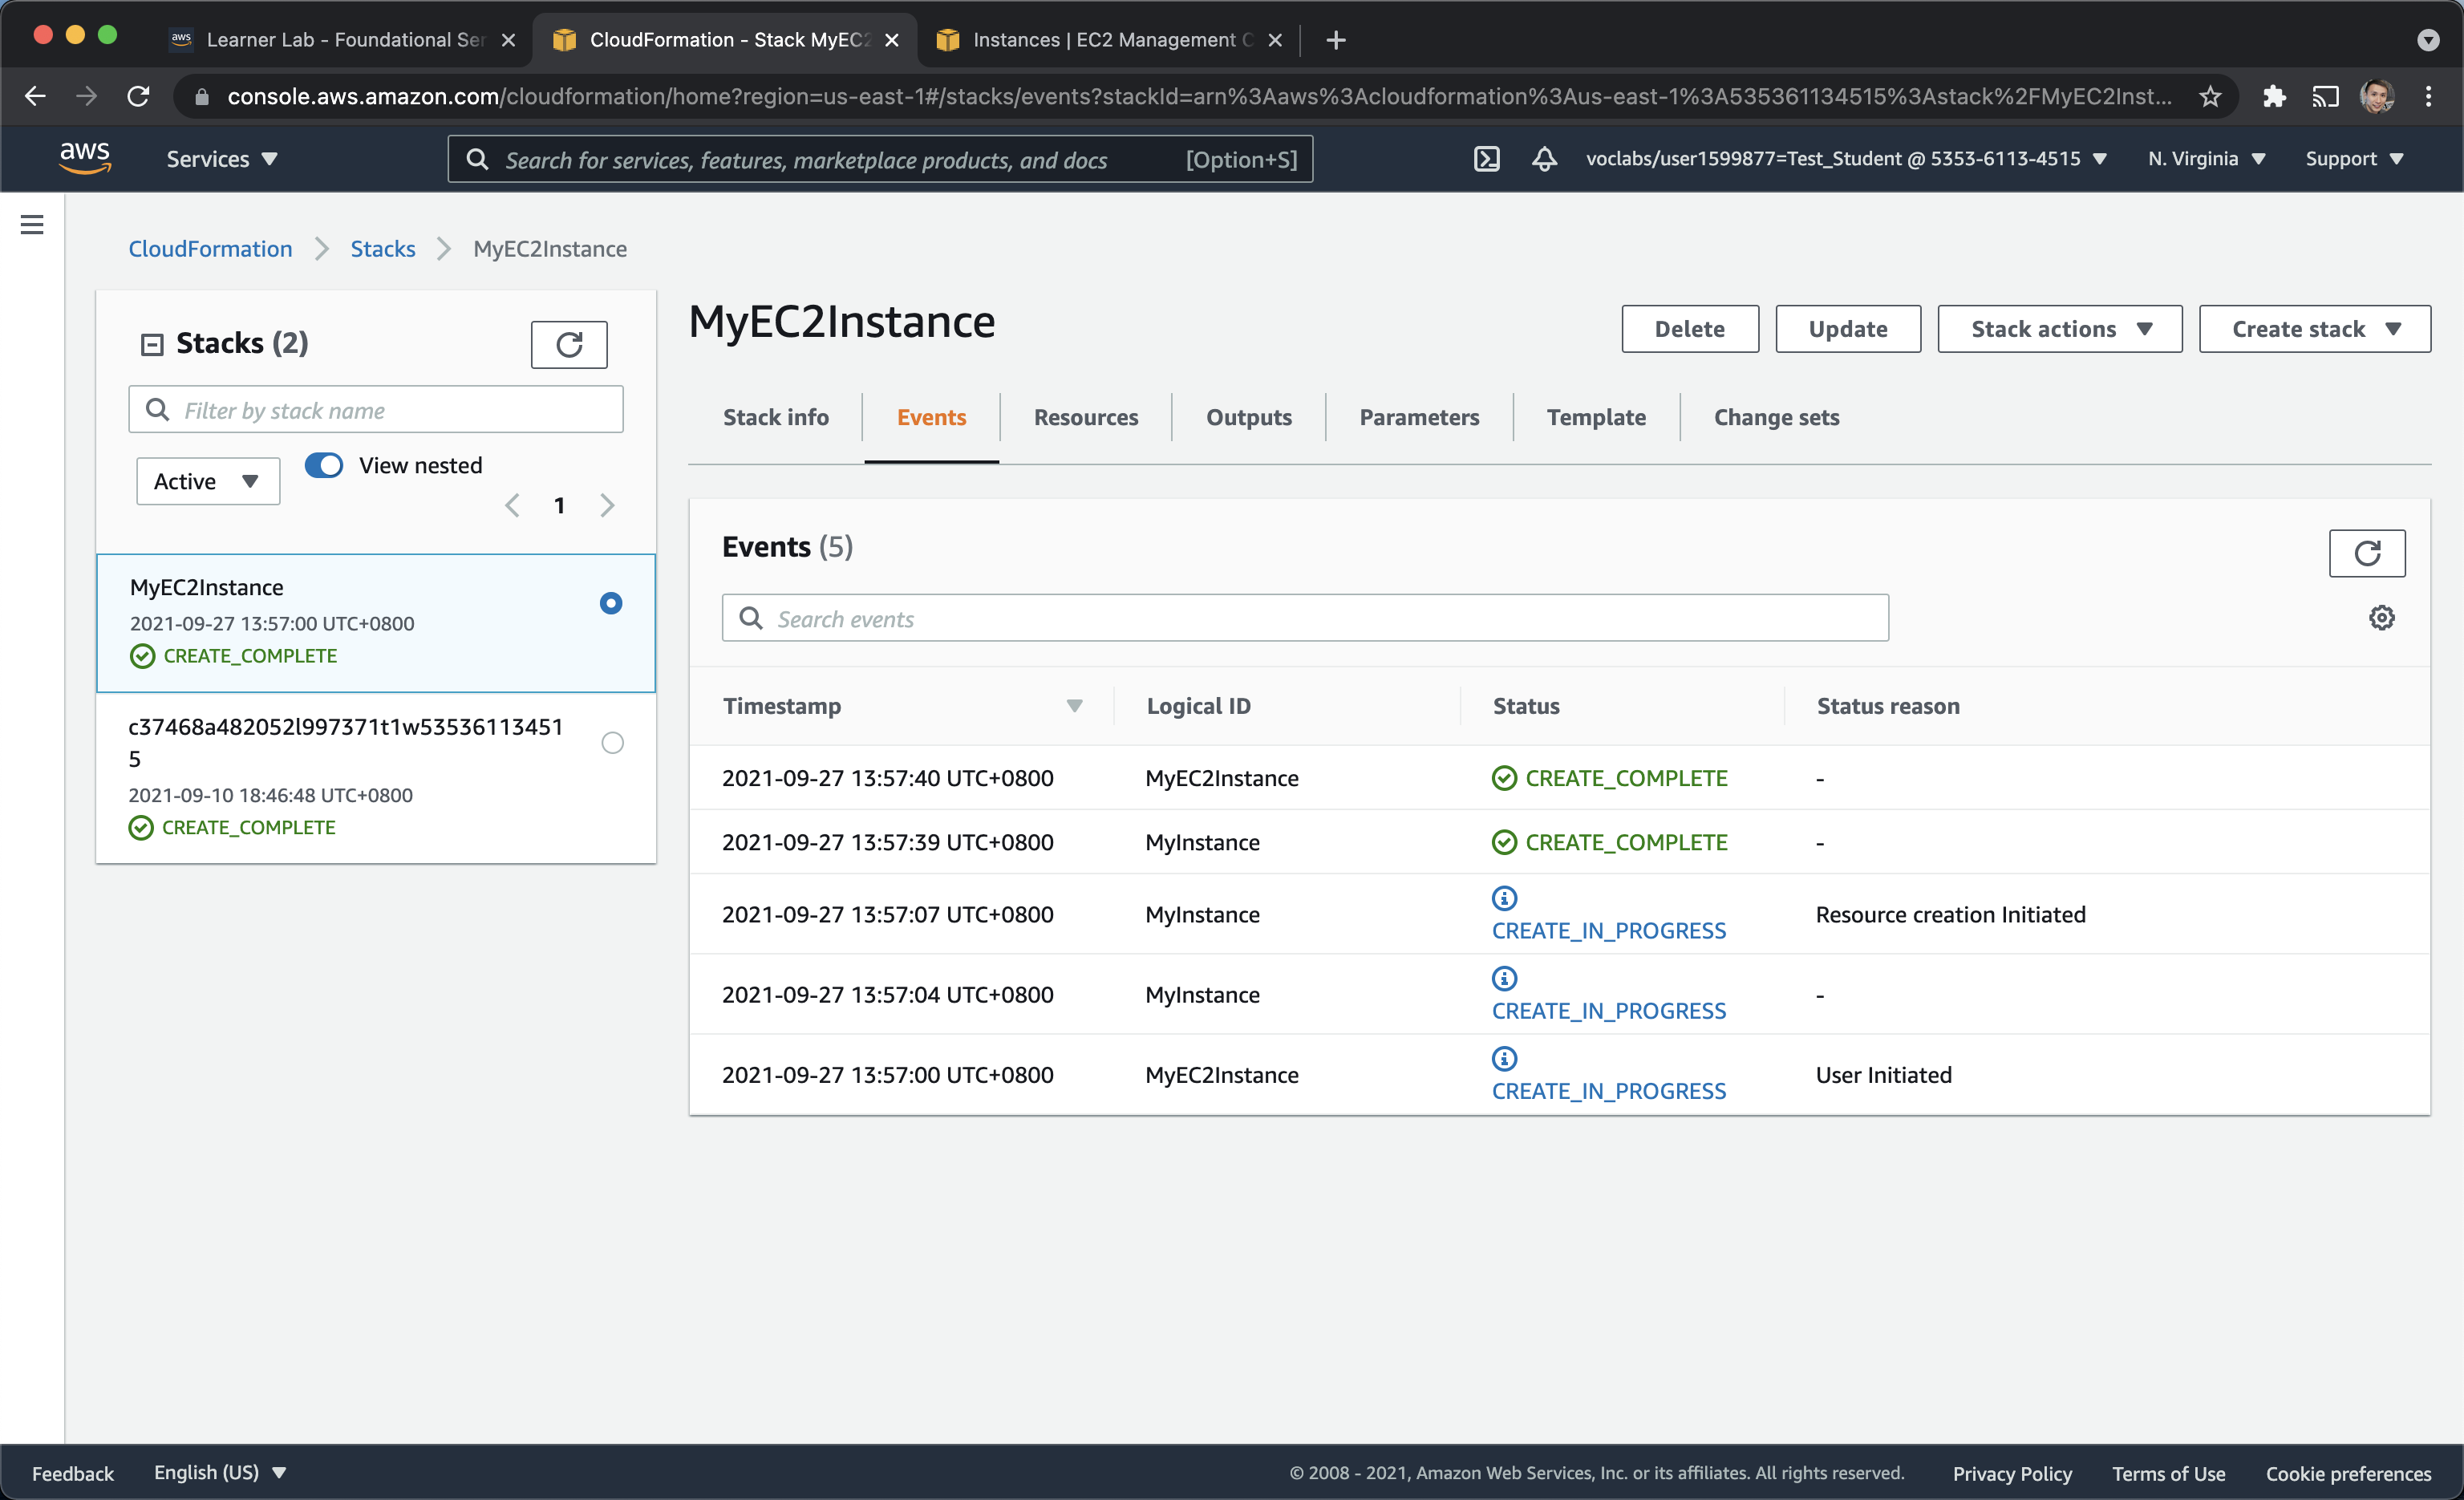 aws Learner Lab - Foundational Ser
CloudFormation - Stack MyEC2
Instances | EC2 Management C
console.aws.amazon.com/cloudformation/home?region=us-east-1#/stacks/events?stackId=arn%3Aaws%3Acloudformation%3Aus-east-1%3A535361134515%3Astack%2FMyEC2Inst...
aws
Services
Search for services, features, marketplace products, and docs [Option+S]
voclabs/user1599877=Test_Student @ 5353-6113-4515
N. Virginia
Support
CloudFormation
Stacks
MyEC2Instance
Stacks (2)
Filter by stack name
Active
View nested
1
MyEC2Instance
2021-09-27 13:57:00 UTC+0800
CREATE_COMPLETE
c37468a482052l997371t1w53536113451
5
2021-09-10 18:46:48 UTC+0800
CREATE_COMPLETE
MyEC2Instance
Delete
Update
Stack actions
Create stack
Stack info
Events
Resources
Outputs
Parameters
Template
Change sets
Events (5)
Search events
Timestamp Logical ID Status Status reason
2021-09-27 13:57:40 UTC+0800 MyEC2Instance CREATE_COMPLETE -
2021-09-27 13:57:39 UTC+0800 MyInstance CREATE_COMPLETE -
2021-09-27 13:57:07 UTC+0800 MyInstance CREATE_IN_PROGRESS Resource creation Initiated
2021-09-27 13:57:04 UTC+0800 MyInstance CREATE_IN_PROGRESS -
2021-09-27 13:57:00 UTC+0800 MyEC2Instance CREATE_IN_PROGRESS User Initiated
Feedback
English (US)
© 2008 - 2021, Amazon Web Services, Inc. or its affiliates. All rights reserved.
Privacy Policy
Terms of Use
Cookie preferences